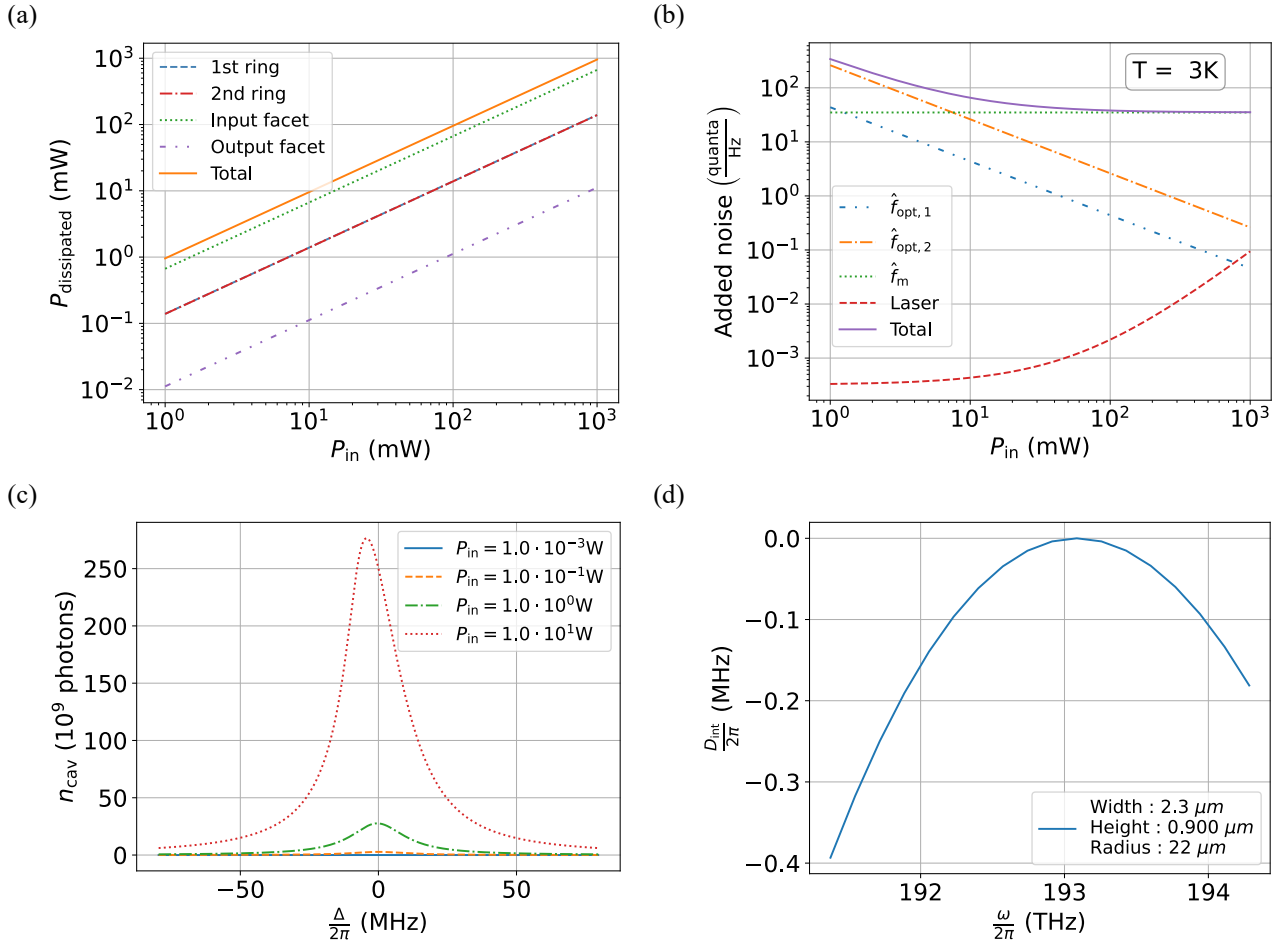 (a)
10³
10²
10¹
10⁰
10⁻¹
10⁻²
P_dissipated (mW)
1st ring
2nd ring
Input facet
Output facet
Total
10⁰ 10¹ 10² 10³
P_in (mW)
(b)
10²
10¹
10⁰
10⁻¹
10⁻²
10⁻³
Added noise (quanta/Hz)
T = 3K
f̂_opt, 1
f̂_opt, 2
f̂_m
Laser
Total
10⁰ 10¹ 10² 10³
P_in (mW)
(c)
250
200
150
100
50
0
n_cav (10⁹ photons)
P_in = 1.0 · 10⁻³W
P_in = 1.0 · 10⁻¹W
P_in = 1.0 · 10⁰W
P_in = 1.0 · 10¹W
−50 0 50
Δ/2π (MHz)
(d)
0.0
−0.1
−0.2
−0.3
−0.4
D_int/2π (MHz)
Width : 2.3 μm
Height : 0.900 μm
Radius : 22 μm
192 193 194
ω/2π (THz)